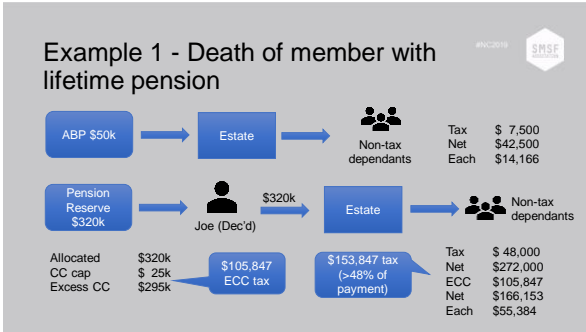 #NC2019
SMSF
ASSOCIATION
Example 1 - Death of member with
lifetime pension
ABP $50k
Estate
Non-tax
dependants
Tax $ 7,500
Net $42,500
Each $14,166
Pension
Reserve
$320k
Joe (Dec'd)
$320k
Estate
Non-tax
dependants
Allocated $320k
CC cap $ 25k
Excess CC $295k
$105,847
ECC tax
$153,847 tax
(>48% of
payment)
Tax $ 48,000
Net $272,000
ECC $105,847
Net $166,153
Each $55,384